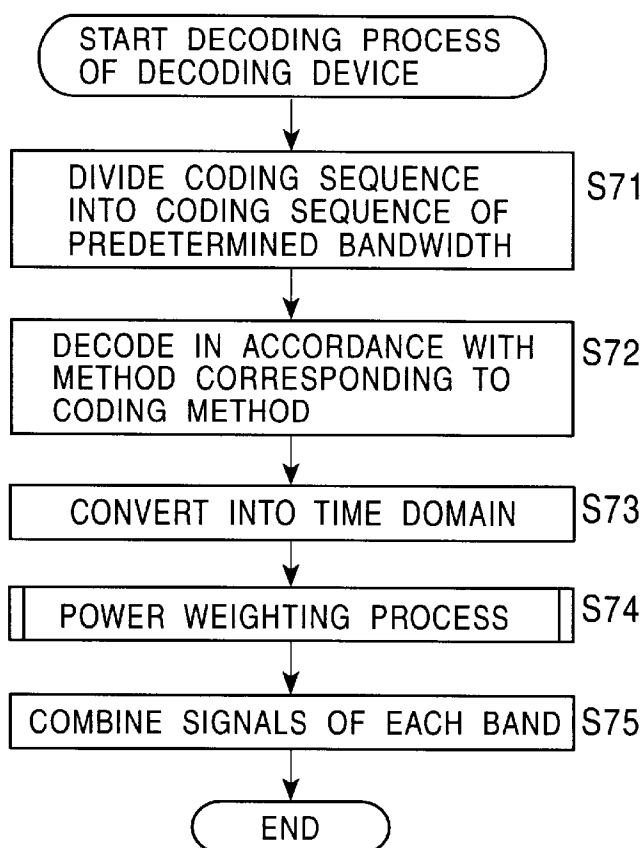 START DECODING PROCESS
OF DECODING DEVICE
DIVIDE CODING SEQUENCE
INTO CODING SEQUENCE OF
PREDETERMINED BANDWIDTH
S71
DECODE IN ACCORDANCE WITH
METHOD CORRESPONDING TO
CODING METHOD
S72
CONVERT INTO TIME DOMAIN
S73
POWER WEIGHTING PROCESS
S74
COMBINE SIGNALS OF EACH BAND
S75
END